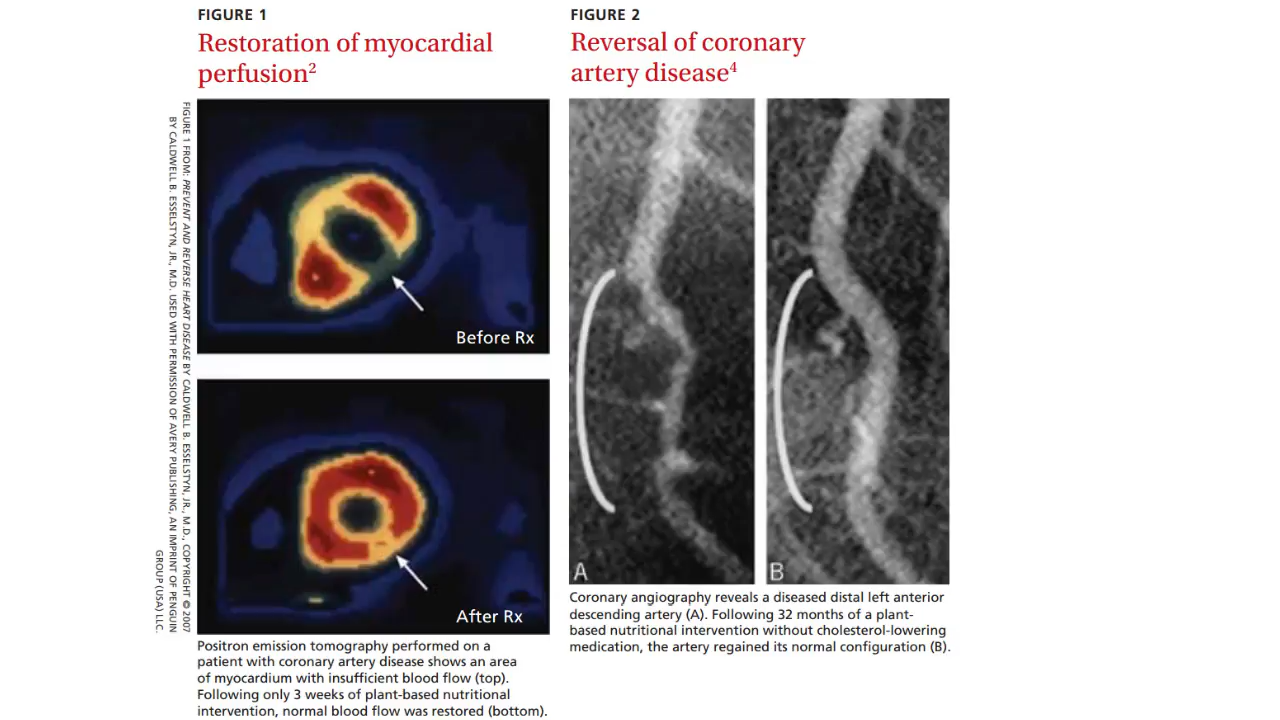 FIGURE 1
Restoration of myocardial
perfusion2
FIGURE 1 FROM: PREVENT AND REVERSE HEART DISEASE BY CALDWELL B. ESSELSTYN, JR., M.D., COPYRIGHT © 2007
BY CALDWELL B. ESSELSTYN, JR., M.D. USED WITH PERMISSION OF AVERY PUBLISHING, AN IMPRINT OF PENGUIN
GROUP (USA) LLC.
Before Rx
After Rx
Positron emission tomography performed on a
patient with coronary artery disease shows an area
of myocardium with insufficient blood flow (top).
Following only 3 weeks of plant-based nutritional
intervention, normal blood flow was restored (bottom).
FIGURE 2
Reversal of coronary
artery disease4
A
B
Coronary angiography reveals a diseased distal left anterior
descending artery (A). Following 32 months of a plant-
based nutritional intervention without cholesterol-lowering
medication, the artery regained its normal configuration (B).